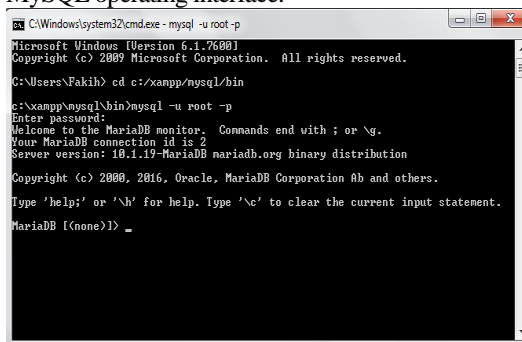 MySQL operating interface.
C:\Windows\system32\cmd.exe - mysql -u root -p
Microsoft Windows [Version 6.1.7600]
Copyright (c) 2009 Microsoft Corporation.  All rights reserved.
C:\Users\Fakih> cd c:/xampp/mysql/bin
c:\xampp\mysql\bin>mysql -u root -p
Enter password:
Welcome to the MariaDB monitor.  Commands end with ; or \g.
Your MariaDB connection id is 2
Server version: 10.1.19-MariaDB mariadb.org binary distribution
Copyright (c) 2000, 2016, Oracle, MariaDB Corporation Ab and others.
Type 'help;' or '\h' for help. Type '\c' to clear the current input statement.
MariaDB [(none)]> _